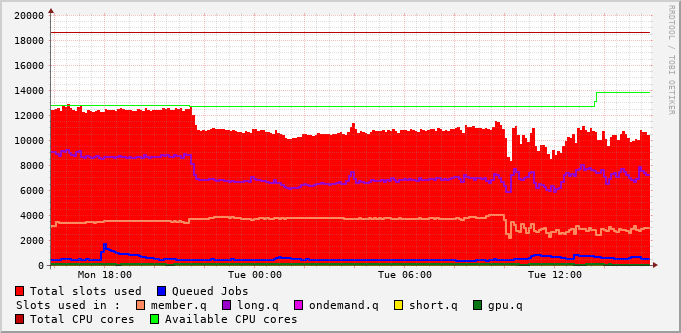 20000
18000
16000
14000
12000
10000
8000
6000
4000
2000
0
Mon 18:00 Tue 00:00 Tue 06:00 Tue 12:00
RRDTOOL / TOBI OETIKER
Total slots used Queued Jobs
Slots used in : member.q long.q ondemand.q short.q gpu.q
Total CPU cores Available CPU cores